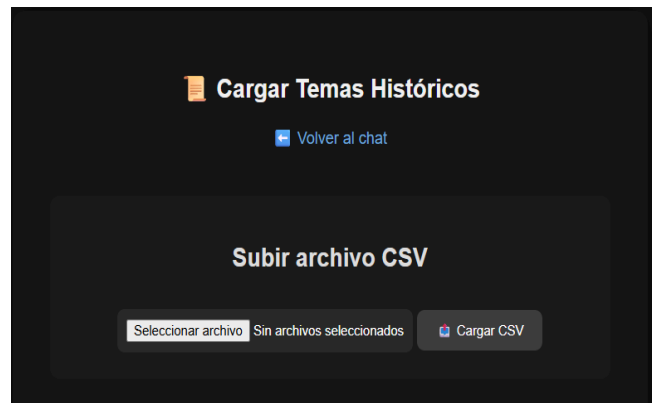 📜 Cargar Temas Históricos
⬅️ Volver al chat
Subir archivo CSV
Seleccionar archivo Sin archivos seleccionados 📤 Cargar CSV